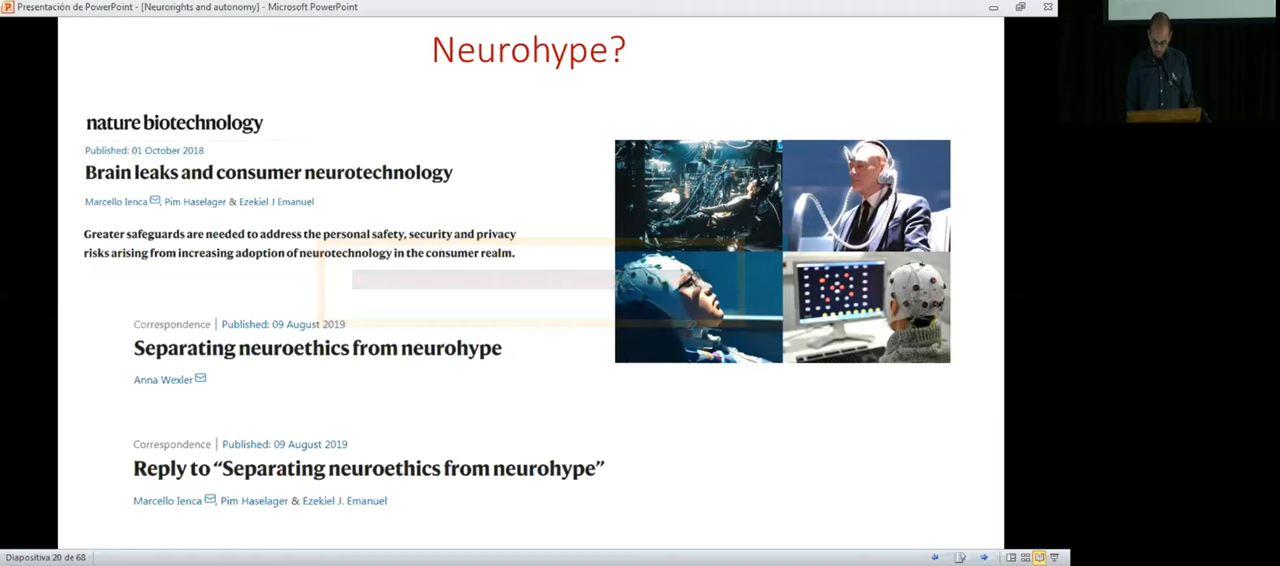 Presentación de PowerPoint - [Neurorights and autonomy] - Microsoft PowerPoint
Neurohype?
nature biotechnology
Published: 01 October 2018
Brain leaks and consumer neurotechnology
Marcello Ienca, Pim Haselager & Ezekiel J Emanuel
Greater safeguards are needed to address the personal safety, security and privacy
risks arising from increasing adoption of neurotechnology in the consumer realm.
Correspondence | Published: 09 August 2019
Separating neuroethics from neurohype
Anna Wexler
Correspondence | Published: 09 August 2019
Reply to “Separating neuroethics from neurohype”
Marcello Ienca, Pim Haselager & Ezekiel J. Emanuel
Diapositiva 20 de 68